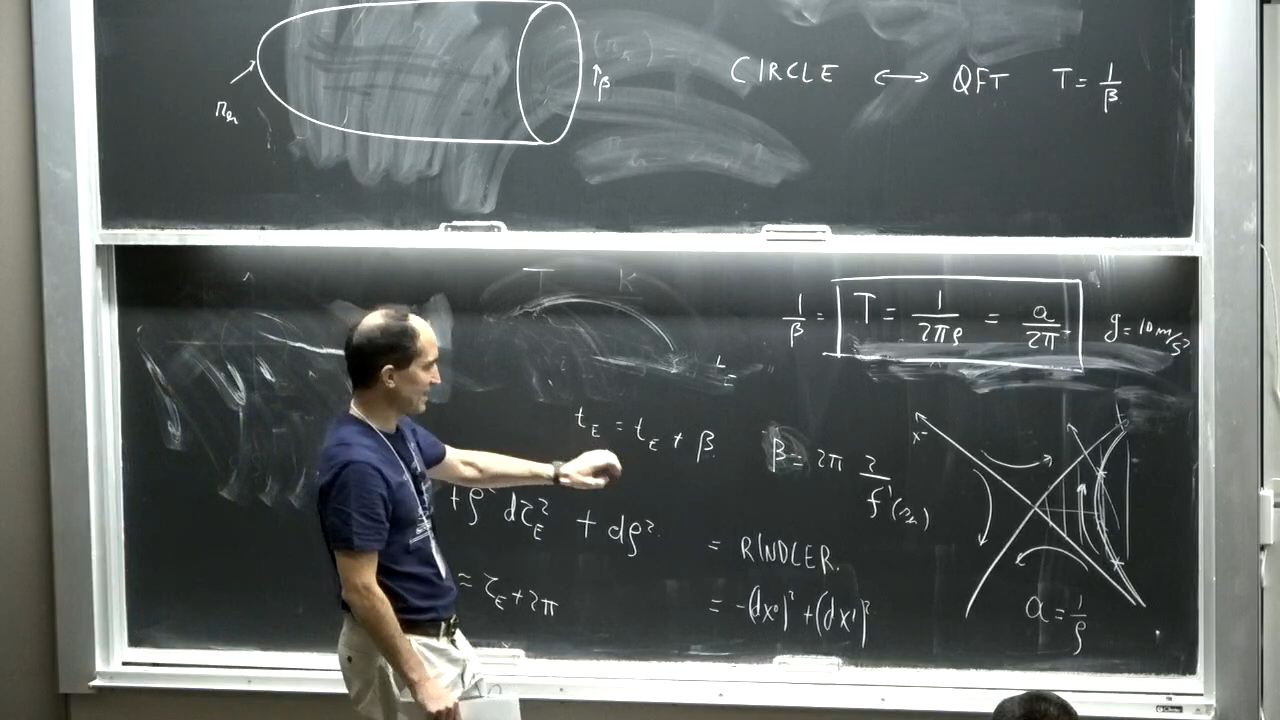 r_h
β
CIRCLE ↔ QFT T = 1/β
1/β = T = 1/2πρ = a/2π g = 10 m/s²
t_E = t_E + β β = 2π 2/f'(r_h)
x⁻
+ ρ² dτ_E² + dρ² = RINDLER.
≈ τ_E + 2π = -(dx⁰)² + (dx¹)²
a = 1/ρ